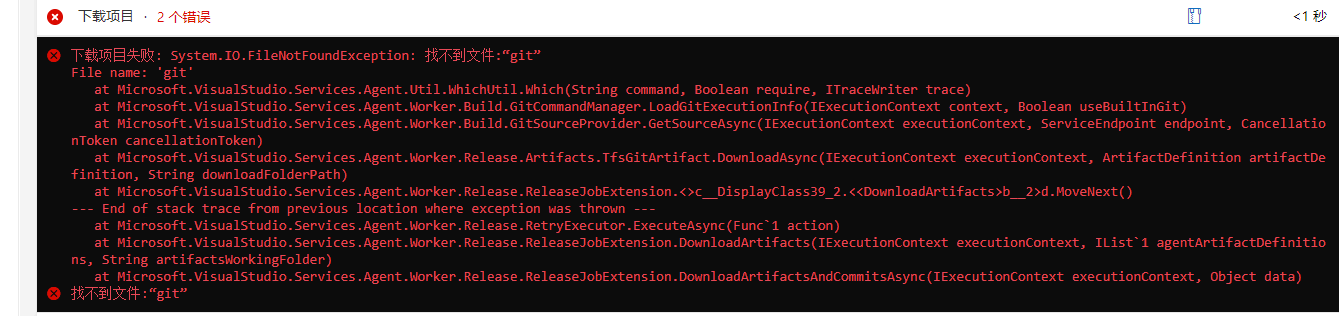 下载项目 · 2 个错误 <1 秒
下载项目失败: System.IO.FileNotFoundException: 找不到文件:“git”
File name: 'git'
at Microsoft.VisualStudio.Services.Agent.Util.WhichUtil.Which(String command, Boolean require, ITraceWriter trace)
at Microsoft.VisualStudio.Services.Agent.Worker.Build.GitCommandManager.LoadGitExecutionInfo(IExecutionContext context, Boolean useBuiltInGit)
at Microsoft.VisualStudio.Services.Agent.Worker.Build.GitSourceProvider.GetSourceAsync(IExecutionContext executionContext, ServiceEndpoint endpoint, Cancellatio
nToken cancellationToken)
at Microsoft.VisualStudio.Services.Agent.Worker.Release.Artifacts.TfsGitArtifact.DownloadAsync(IExecutionContext executionContext, ArtifactDefinition artifactDe
finition, String downloadFolderPath)
at Microsoft.VisualStudio.Services.Agent.Worker.Release.ReleaseJobExtension.<>c__DisplayClass39_2.<<DownloadArtifacts>b__2>d.MoveNext()
--- End of stack trace from previous location where exception was thrown ---
at Microsoft.VisualStudio.Services.Agent.Worker.Release.RetryExecutor.ExecuteAsync(Func`1 action)
at Microsoft.VisualStudio.Services.Agent.Worker.Release.ReleaseJobExtension.DownloadArtifacts(IExecutionContext executionContext, IList`1 agentArtifactDefinitio
ns, String artifactsWorkingFolder)
at Microsoft.VisualStudio.Services.Agent.Worker.Release.ReleaseJobExtension.DownloadArtifactsAndCommitsAsync(IExecutionContext executionContext, Object data)
找不到文件:“git”